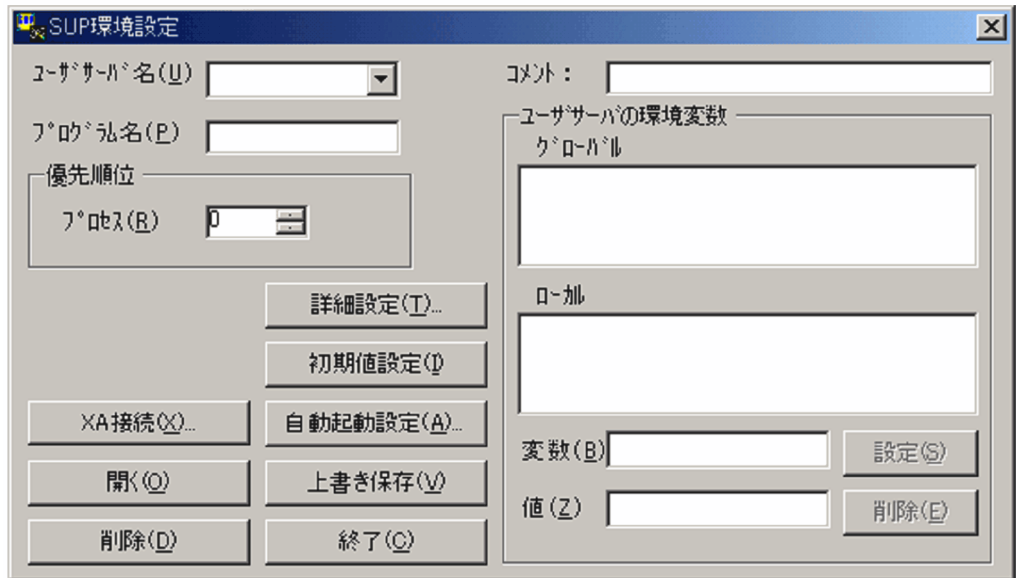 SUP環境設定
ﾕｰｻﾞｻｰﾊﾞ名(U)
ﾌﾟﾛｸﾞﾗﾑ名(P)
優先順位
ﾌﾟﾛｾｽ(R)
0
詳細設定(T)...
初期値設定(I
XA接続(X)...
自動起動設定(A)...
開く(O)
上書き保存(V)
削除(D)
終了(C)
ｺﾒﾝﾄ :
ﾕｰｻﾞｻｰﾊﾞの環境変数
ｸﾞﾛｰﾊﾞﾙ
ﾛｰｶﾙ
変数(B)
設定(S)
値(Z)
削除(E)